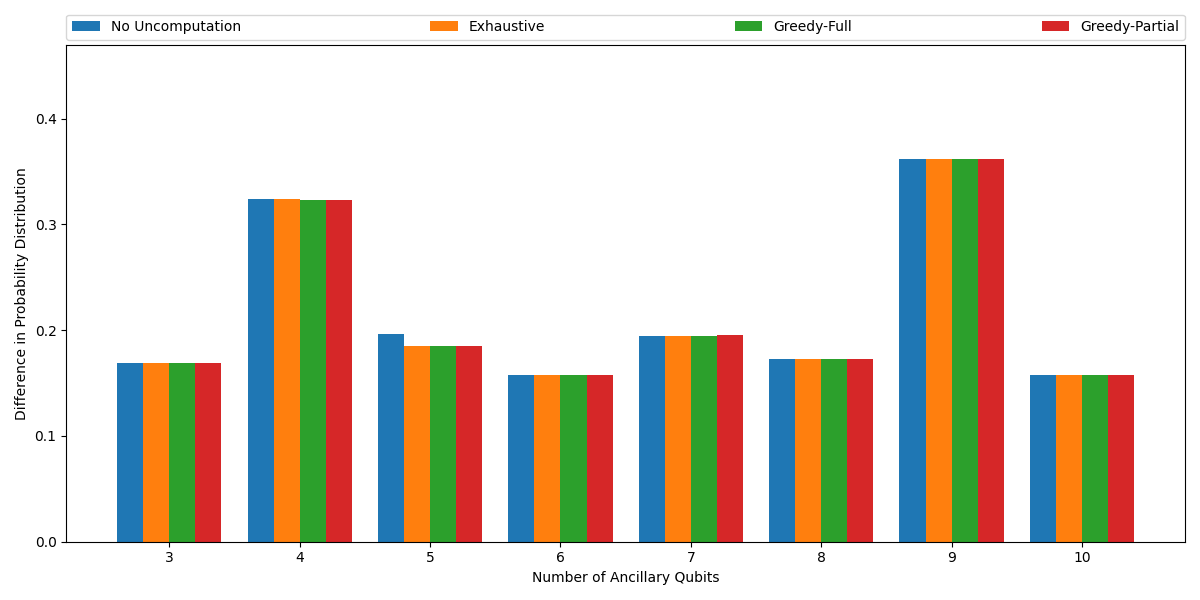 No Uncomputation Exhaustive Greedy-Full Greedy-Partial
Difference in Probability Distribution
0.4
0.3
0.2
0.1
0.0
3 4 5 6 7 8 9 10
Number of Ancillary Qubits